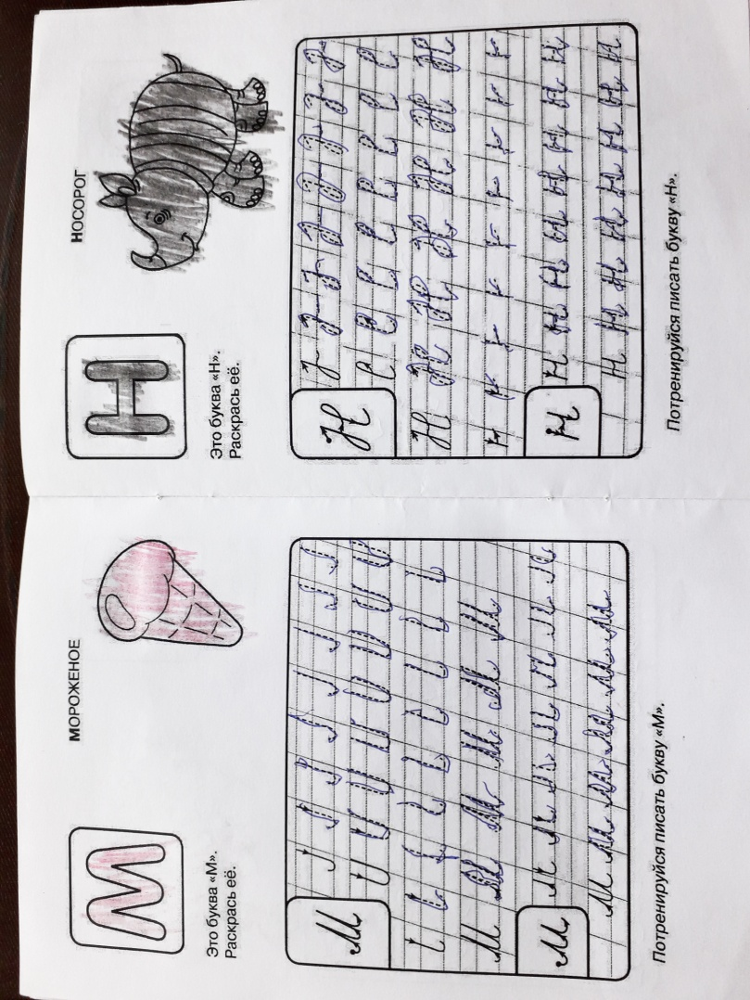 М МОРОЖЕНОЕ
Это буква «М».
Раскрась её.
М
М М М М М М
м
м м м м м м
Потренируйся писать букву «М».
Н НОСОРОГ
Это буква «Н».
Раскрась её.
Н
Н Н Н Н Н Н Н
н н н н н н н н н
н н н н н н н н
Потренируйся писать букву «Н».